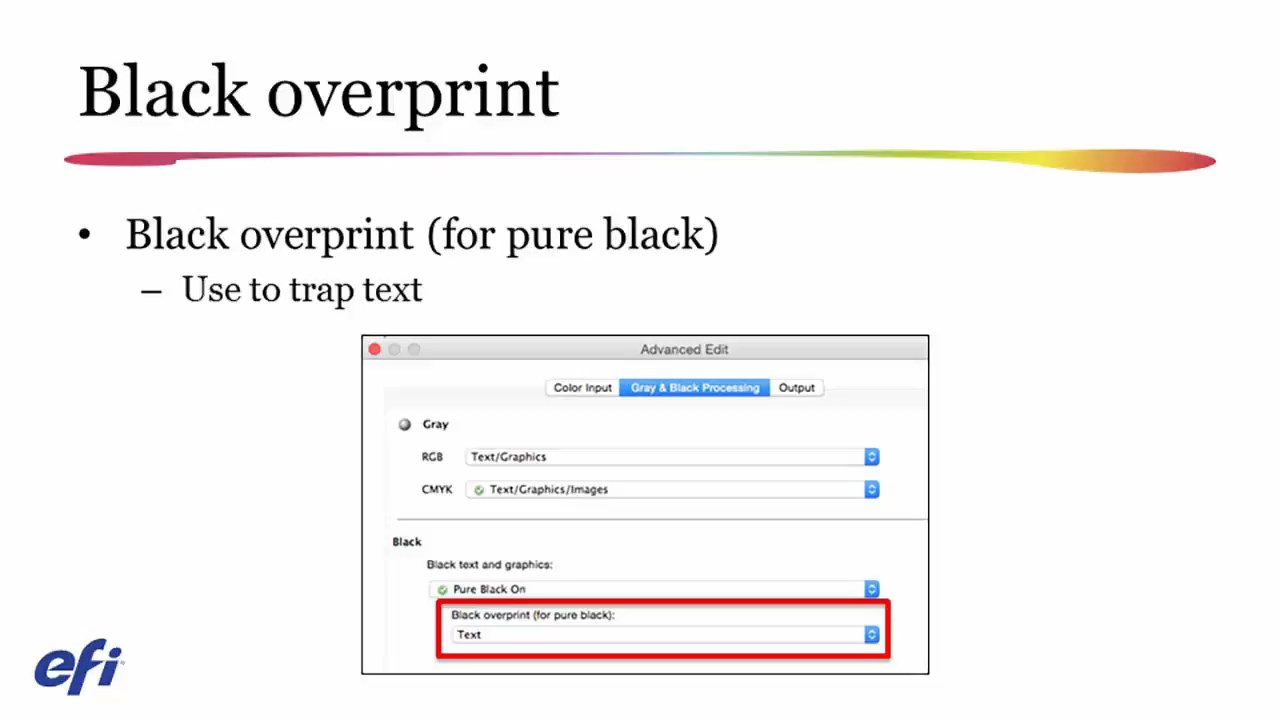 Black overprint
• Black overprint (for pure black)
– Use to trap text
Advanced Edit
Color Input Gray & Black Processing Output
Gray
RGB Text/Graphics
CMYK Text/Graphics/Images
Black
Black text and graphics:
Pure Black On
Black overprint (for pure black):
Text
efi